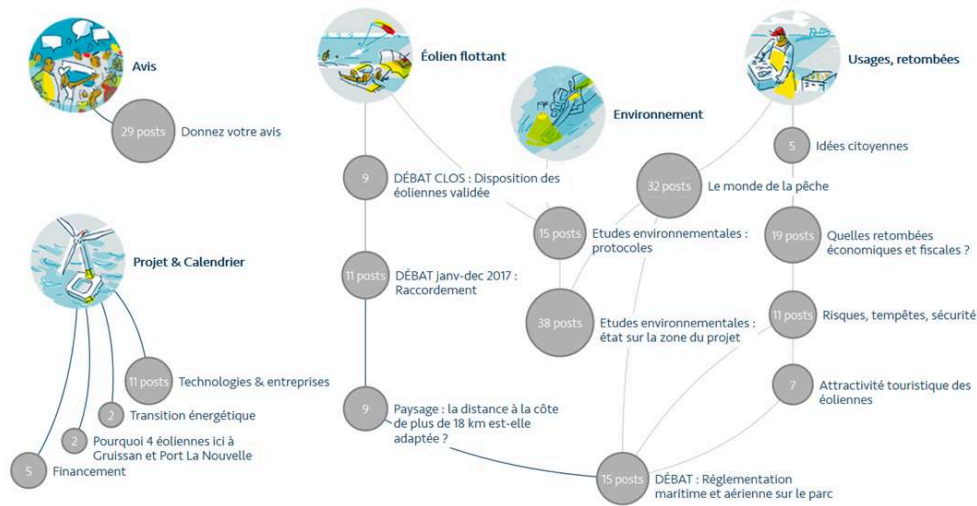 Avis
29 posts
Donnez votre avis
Projet & Calendrier
11 posts
Technologies & entreprises
2
Transition énergétique
2
Pourquoi 4 éoliennes ici à
Gruissan et Port La Nouvelle
5
Financement
Éolien flottant
9
DÉBAT CLOS : Disposition des
éoliennes validée
11 posts
DÉBAT janv-dec 2017 :
Raccordement
9
Paysage : la distance à la côte
de plus de 18 km est-elle
adaptée ?
Environnement
15 posts
Etudes environnementales :
protocoles
38 posts
Etudes environnementales :
état sur la zone du projet
Usages, retombées
5
Idées citoyennes
32 posts
Le monde de la pêche
19 posts
Quelles retombées
économiques et fiscales ?
11 posts
Risques, tempêtes, sécurité
7
Attractivité touristique des
éoliennes
15 posts
DÉBAT : Réglementation
maritime et aérienne sur le parc